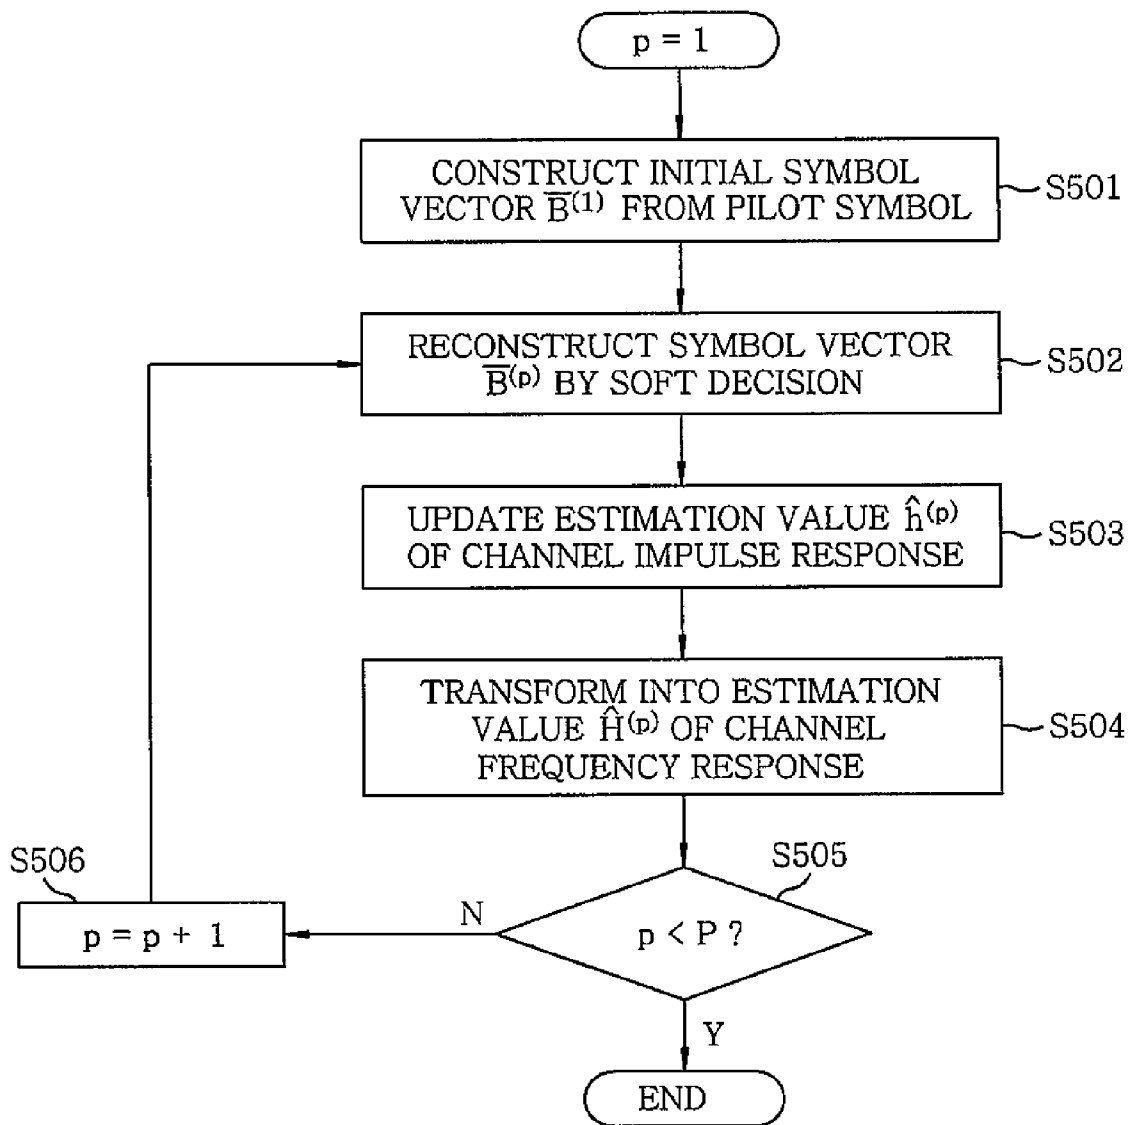 p = 1
CONSTRUCT INITIAL SYMBOL
VECTOR B̅⁽¹⁾ FROM PILOT SYMBOL
S501
RECONSTRUCT SYMBOL VECTOR
B̅⁽ᵖ⁾ BY SOFT DECISION
S502
UPDATE ESTIMATION VALUE ĥ⁽ᵖ⁾
OF CHANNEL IMPULSE RESPONSE
S503
TRANSFORM INTO ESTIMATION
VALUE Ĥ⁽ᵖ⁾ OF CHANNEL
FREQUENCY RESPONSE
S504
S505
p < P ?
N
S506
p = p + 1
Y
END